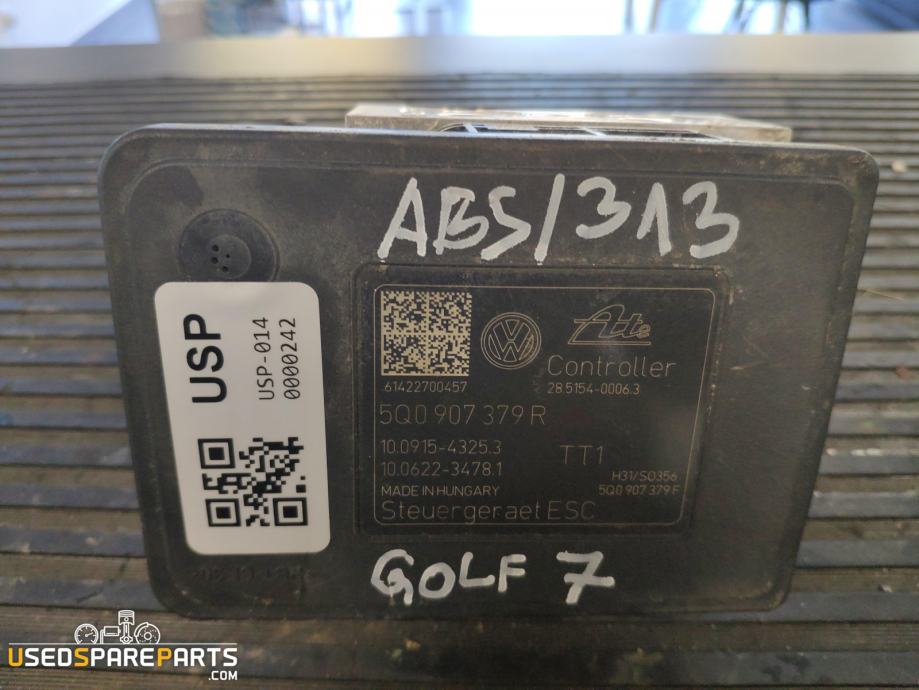 ABS/313
USP
USP-014
0000242
Ate
Controller
61422700457
28.5154-0006.3
5Q0 907 379 R
10.0915-4325.3
TT1
10.0622-3478.1
H31/S0356
MADE IN HUNGARY
5Q0 907 379 F
Steuergeraet ESC
GOLF 7
USEDSPAREPARTS
.COM